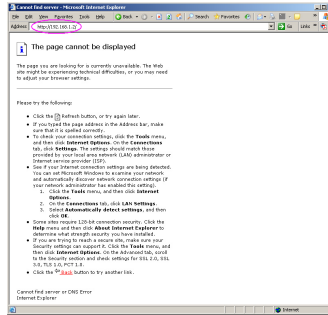 Cannot find server - Microsoft Internet Explorer
File Edit View Favorites Tools Help Back Search Favorites
Address http://192.168.1.2/ Go Links
The page cannot be displayed
The page you are looking for is currently unavailable. The Web
site might be experiencing technical difficulties, or you may need
to adjust your browser settings.
Please try the following:
Click the Refresh button, or try again later.
If you typed the page address in the Address bar, make
sure that it is spelled correctly.
To check your connection settings, click the Tools menu,
and then click Internet Options. On the Connections
tab, click Settings. The settings should match those
provided by your local area network (LAN) administrator or
Internet service provider (ISP).
See if your Internet connection settings are being detected.
You can set Microsoft Windows to examine your network
and automatically discover network connection settings (if
your network administrator has enabled this setting).
1. Click the Tools menu, and then click Internet
Options.
2. On the Connections tab, click LAN Settings.
3. Select Automatically detect settings, and then
click OK.
Some sites require 128-bit connection security. Click the
Help menu and then click About Internet Explorer to
determine what strength security you have installed.
If you are trying to reach a secure site, make sure your
Security settings can support it. Click the Tools menu, and
then click Internet Options. On the Advanced tab, scroll
to the Security section and check settings for SSL 2.0, SSL
3.0, TLS 1.0, PCT 1.0.
Click the Back button to try another link.
Cannot find server or DNS Error
Internet Explorer
Internet